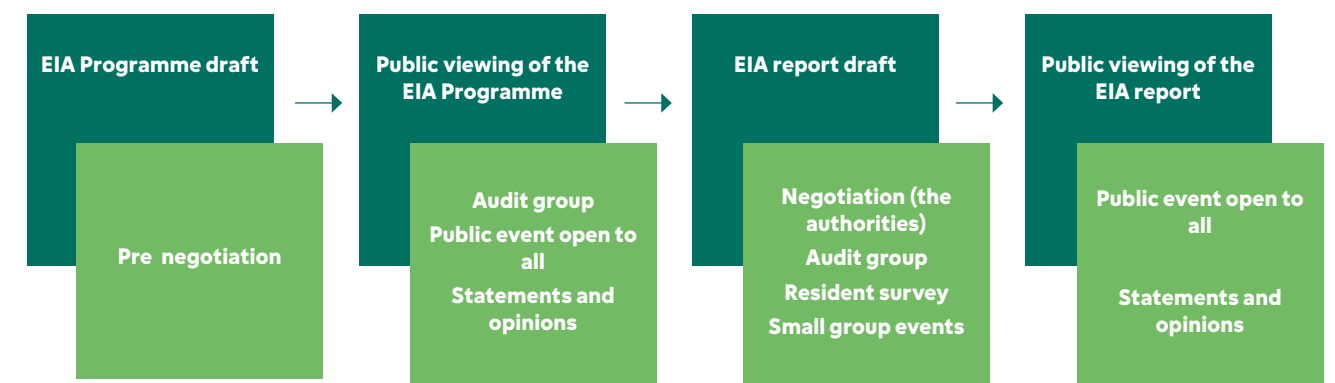 EIA Programme draft
Pre negotiation
Public viewing of the
EIA Programme
Audit group
Public event open to
all
Statements and
opinions
EIA report draft
Negotiation (the
authorities)
Audit group
Resident survey
Small group events
Public viewing of the
EIA report
Public event open to
all
Statements and
opinions